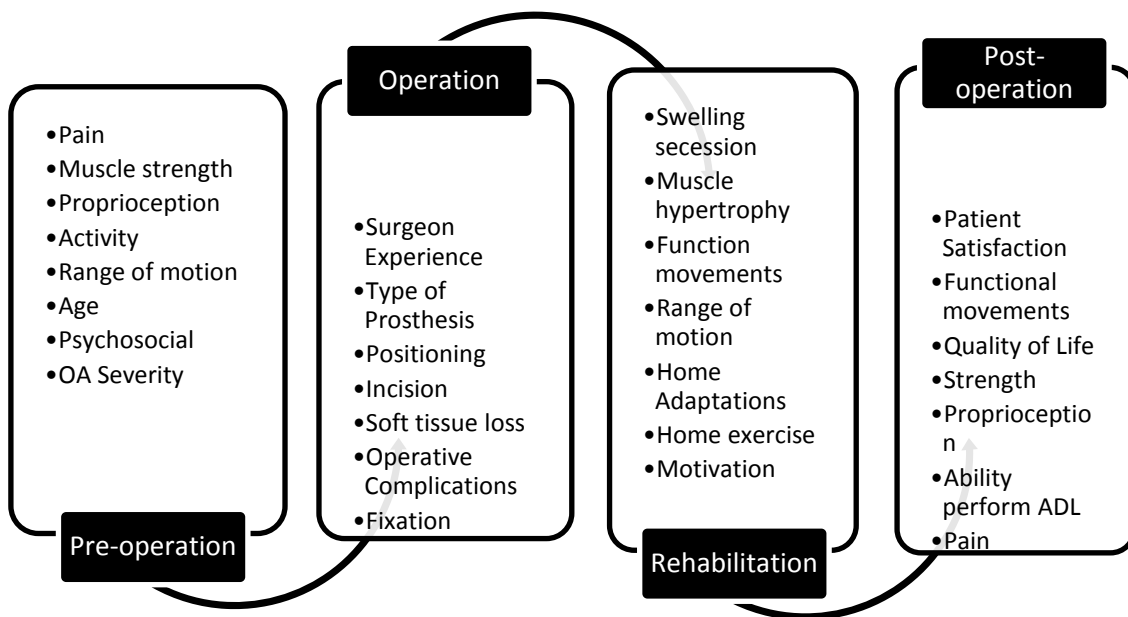 •Pain
•Muscle strength
•Proprioception
•Activity
•Range of motion
•Age
•Psychosocial
•OA Severity
Pre-operation
Operation
•Surgeon
Experience
•Type of
Prosthesis
•Positioning
•Incision
•Soft tissue loss
•Operative
Complications
•Fixation
•Swelling
secession
•Muscle
hypertrophy
•Function
movements
•Range of
motion
•Home
Adaptations
•Home exercise
•Motivation
Rehabilitation
Post-
operation
•Patient
Satisfaction
•Functional
movements
•Quality of Life
•Strength
•Proprioceptio
n
•Ability
perform ADL
•Pain